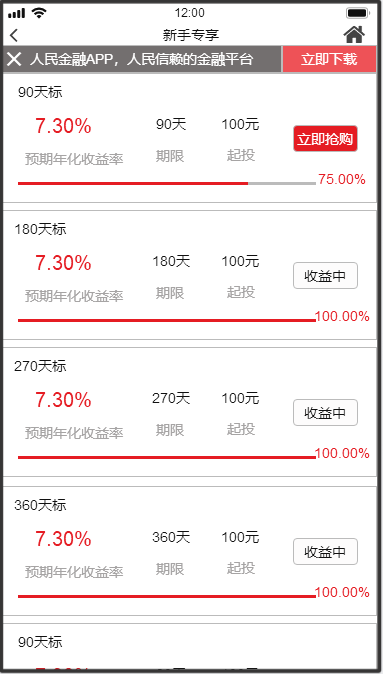 12:00
新手专享
人民金融APP，人民信赖的金融平台 立即下载
90天标
7.30% 90天 100元 立即抢购
预期年化收益率 期限 起投
75.00%
180天标
7.30% 180天 100元 收益中
预期年化收益率 期限 起投
100.00%
270天标
7.30% 270天 100元 收益中
预期年化收益率 期限 起投
100.00%
360天标
7.30% 360天 100元 收益中
预期年化收益率 期限 起投
100.00%
90天标